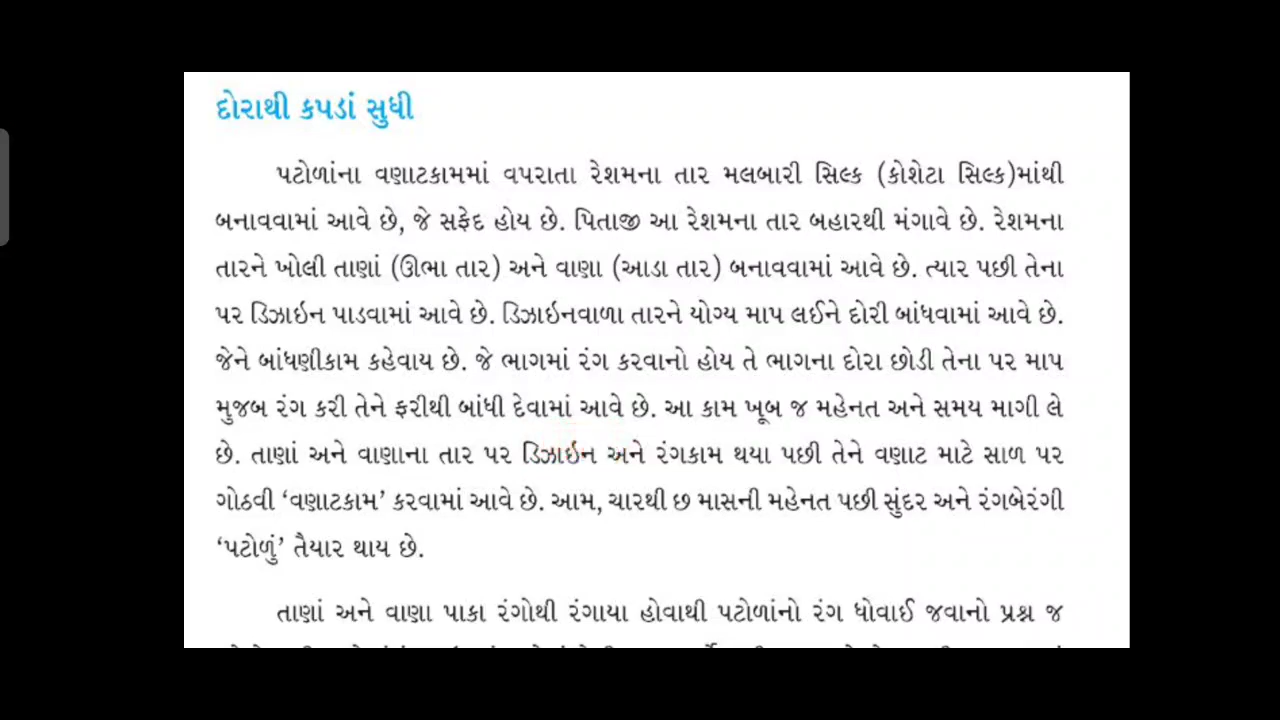 દોરાથી કપડાં સુધી
પટોળાંના વણાટકામમાં વપરાતા રેશમના તાર મલબારી સિલ્ક (કોશેટા સિલ્ક)માંથી
બનાવવામાં આવે છે, જે સફેદ હોય છે. પિતાજી આ રેશમના તાર બહારથી મંગાવે છે. રેશમના
તારને ખોલી તાણાં (ઊભા તાર) અને વાણા (આડા તાર) બનાવવામાં આવે છે. ત્યાર પછી તેના
પર ડિઝાઇન પાડવામાં આવે છે. ડિઝાઇનવાળા તારને યોગ્ય માપ લઈને દોરી બાંધવામાં આવે છે.
જેને બાંધણીકામ કહેવાય છે. જે ભાગમાં રંગ કરવાનો હોય તે ભાગના દોરા છોડી તેના પર માપ
મુજબ રંગ કરી તેને ફરીથી બાંધી દેવામાં આવે છે. આ કામ ખૂબ જ મહેનત અને સમય માગી લે
છે. તાણાં અને વાણાના તાર પર ડિઝાઇન અને રંગકામ થયા પછી તેને વણાટ માટે સાળ પર
ગોઠવી ‘વણાટકામ’ કરવામાં આવે છે. આમ, ચારથી છ માસની મહેનત પછી સુંદર અને રંગબેરંગી
‘પટોળું’ તૈયાર થાય છે.
તાણાં અને વાણા પાકા રંગોથી રંગાયા હોવાથી પટોળાંનો રંગ ધોવાઈ જવાનો પ્રશ્ન જ